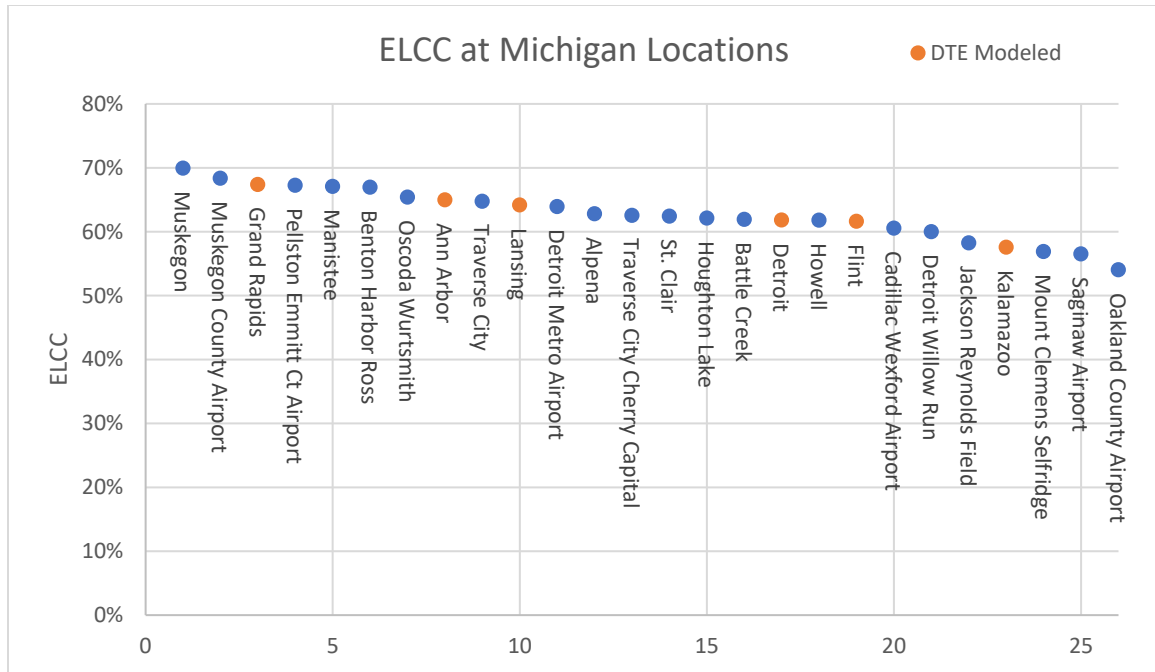 ELCC at Michigan Locations
DTE Modeled
80%
70%
60%
50%
40%
30%
20%
10%
0%
ELCC
Muskegon
Muskegon County Airport
Grand Rapids
Pellston Emmitt Ct Airport
Manistee
Benton Harbor Ross
Oscoda Wurtsmith
Ann Arbor
Traverse City
Lansing
Detroit Metro Airport
Alpena
Traverse City Cherry Capital
St. Clair
Houghton Lake
Battle Creek
Detroit
Howell
Flint
Cadillac Wexford Airport
Detroit Willow Run
Jackson Reynolds Field
Kalamazoo
Mount Clemens Selfridge
Saginaw Airport
Oakland County Airport
0 5 10 15 20 25